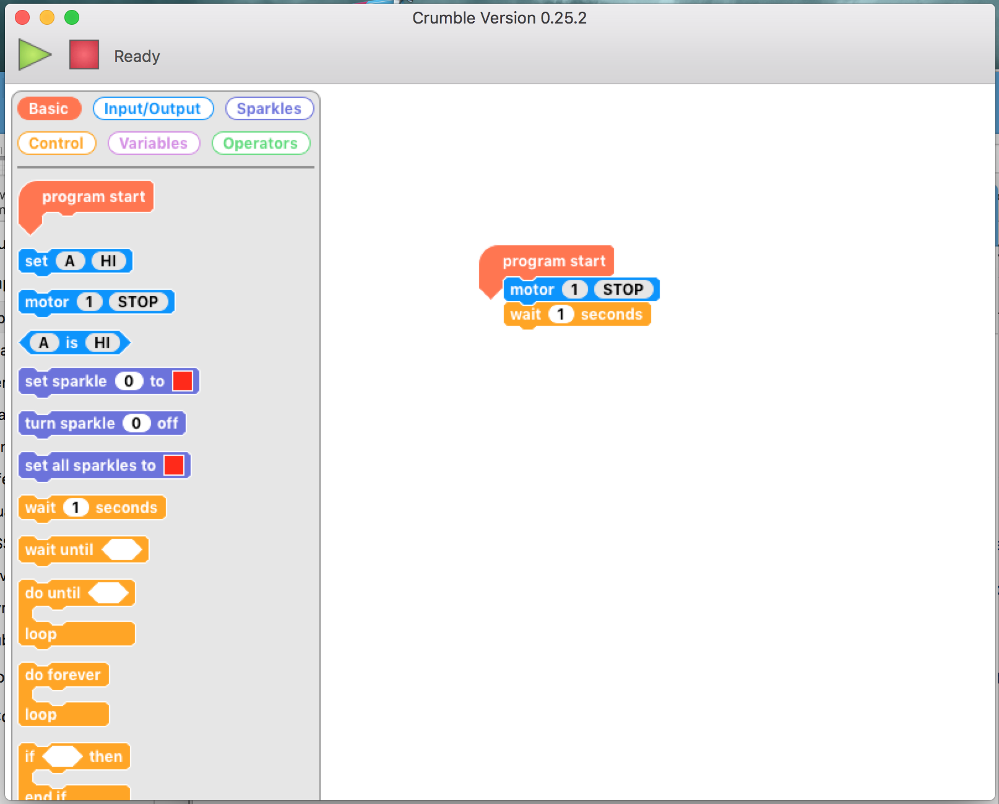 Crumble Version 0.25.2
Ready
Basic Input/Output Sparkles
Control Variables Operators
program start
set A HI
motor 1 STOP
A is HI
set sparkle 0 to
turn sparkle 0 off
set all sparkles to
wait 1 seconds
wait until
do until
loop
do forever
loop
if then
end if
program start
motor 1 STOP
wait 1 seconds